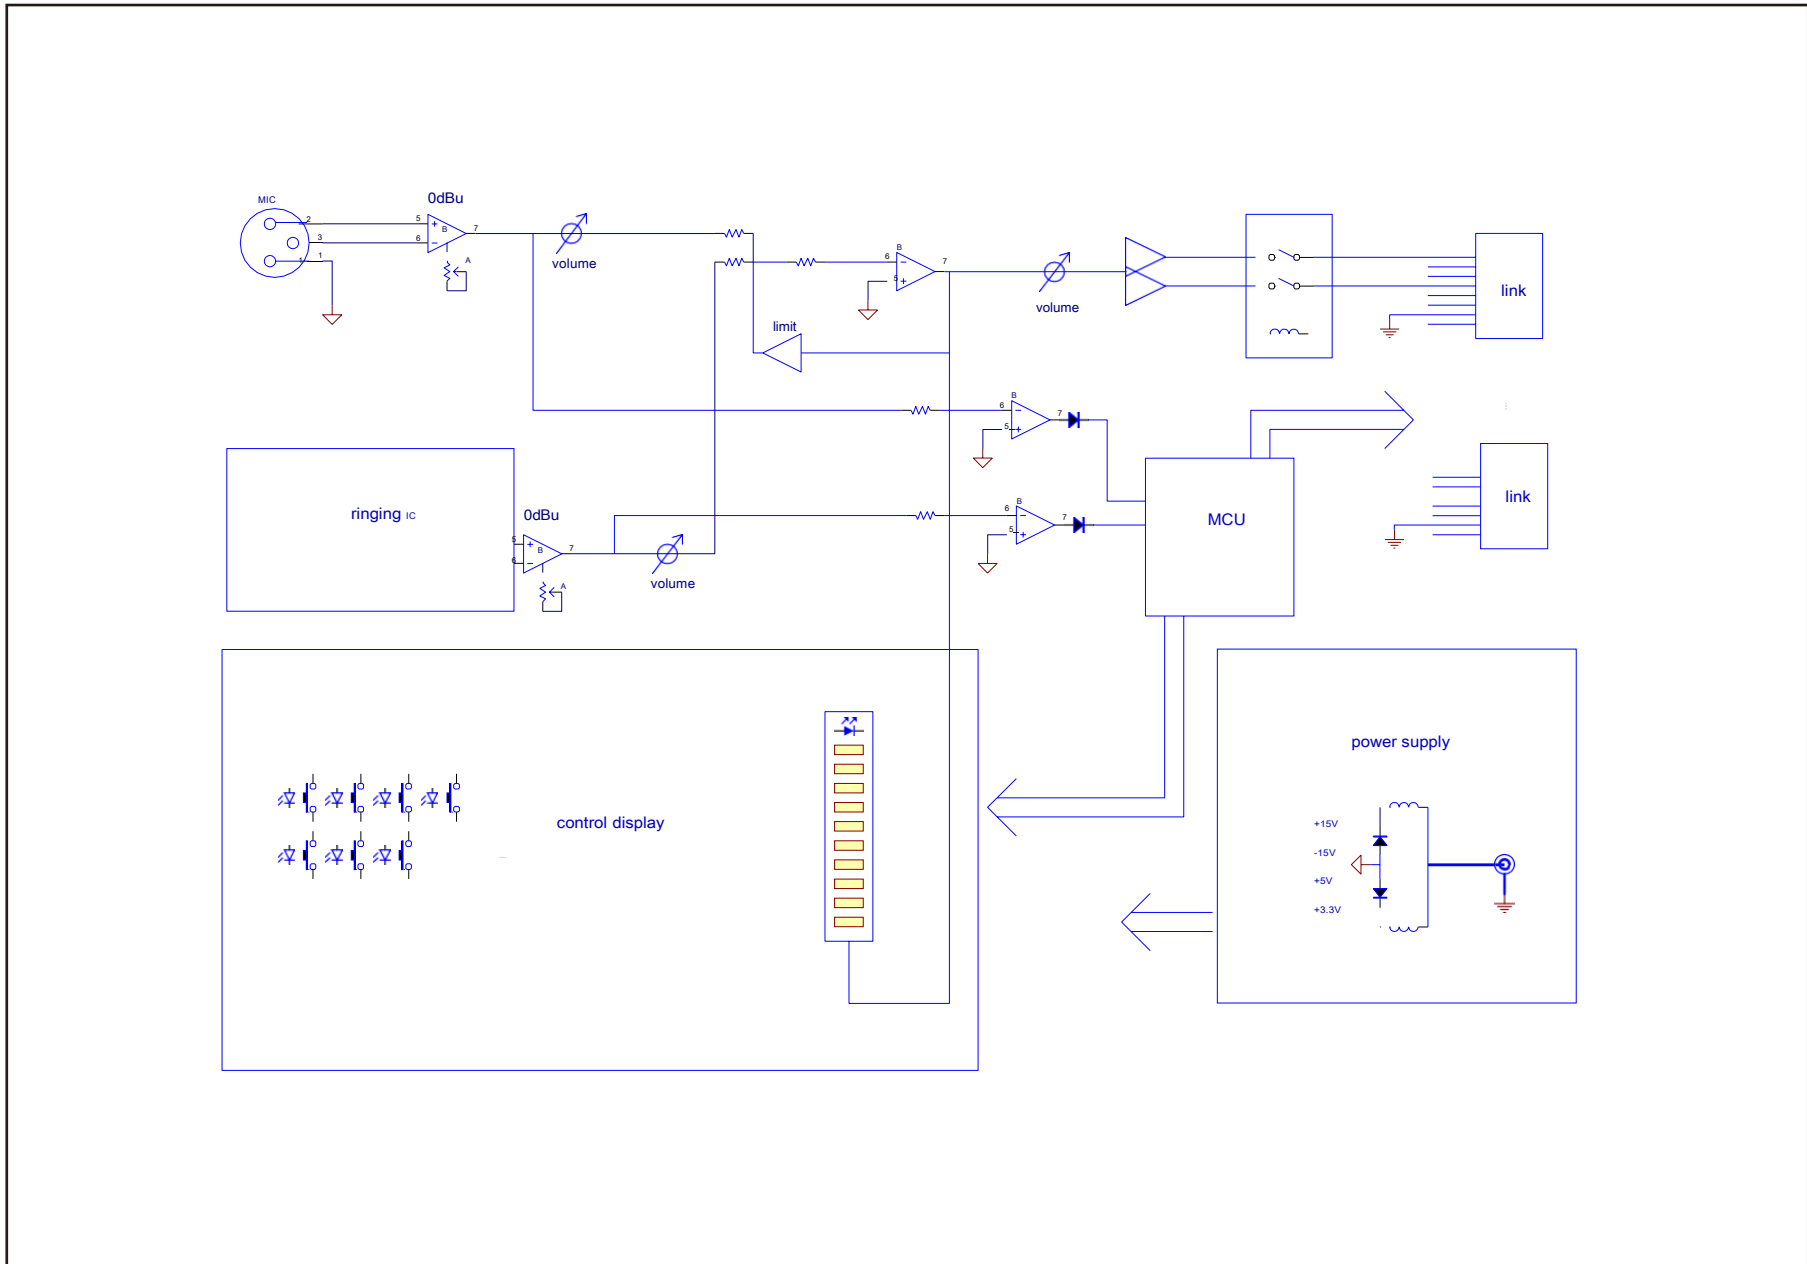 0dBu
MIC
2
5
+
B
7
3
6
−
A
1
1
volume
B
6
−
7
5
+
volume
link
limit
B
6
−
7
5
+
ringing IC
0dBu
5
+
B
7
6
−
A
volume
B
6
−
7
5
+
MCU
link
power supply
control display
+15V
-15V
+5V
+3.3V